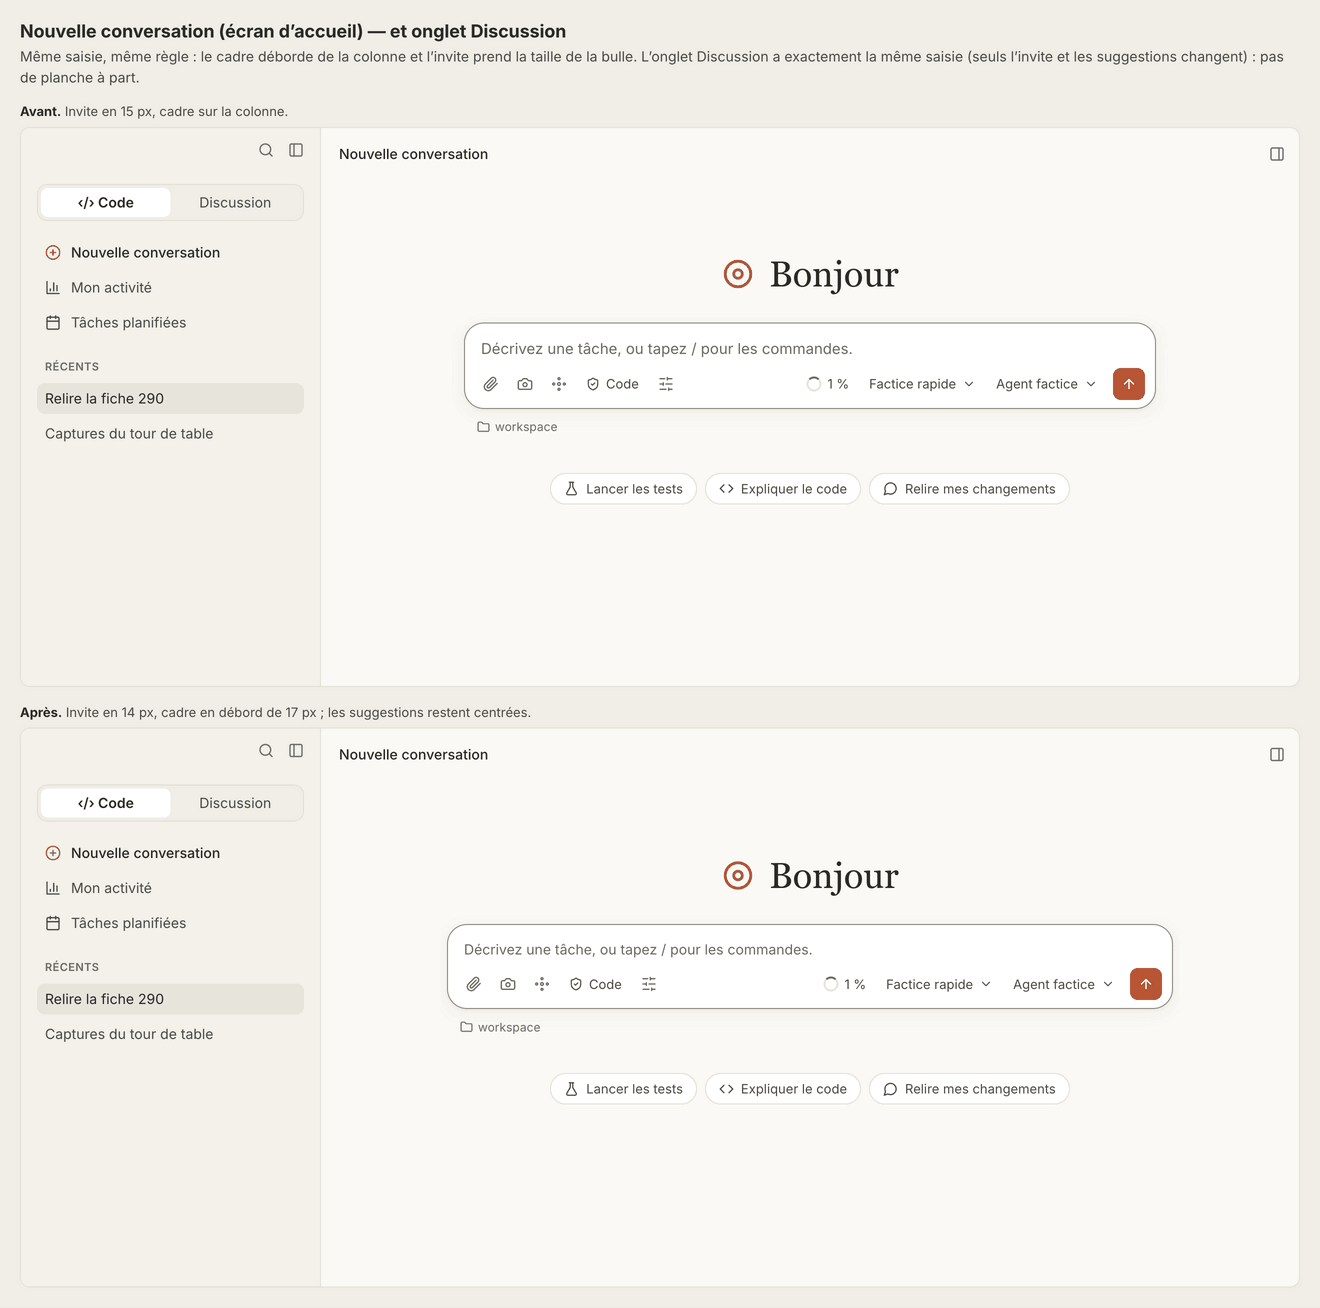 Nouvelle conversation (écran d’accueil) — et onglet Discussion
Même saisie, même règle : le cadre déborde de la colonne et l’invite prend la taille de la bulle. L’onglet Discussion a exactement la même saisie (seuls l’invite et les suggestions changent) : pas
de planche à part.
Avant. Invite en 15 px, cadre sur la colonne.
Nouvelle conversation
</> Code
Discussion
Nouvelle conversation
Mon activité
Tâches planifiées
RÉCENTS
Relire la fiche 290
Captures du tour de table
Bonjour
Décrivez une tâche, ou tapez / pour les commandes.
Code
1 %
Factice rapide
Agent factice
workspace
Lancer les tests
Expliquer le code
Relire mes changements
Après. Invite en 14 px, cadre en débord de 17 px ; les suggestions restent centrées.
Nouvelle conversation
</> Code
Discussion
Nouvelle conversation
Mon activité
Tâches planifiées
RÉCENTS
Relire la fiche 290
Captures du tour de table
Bonjour
Décrivez une tâche, ou tapez / pour les commandes.
Code
1 %
Factice rapide
Agent factice
workspace
Lancer les tests
Expliquer le code
Relire mes changements